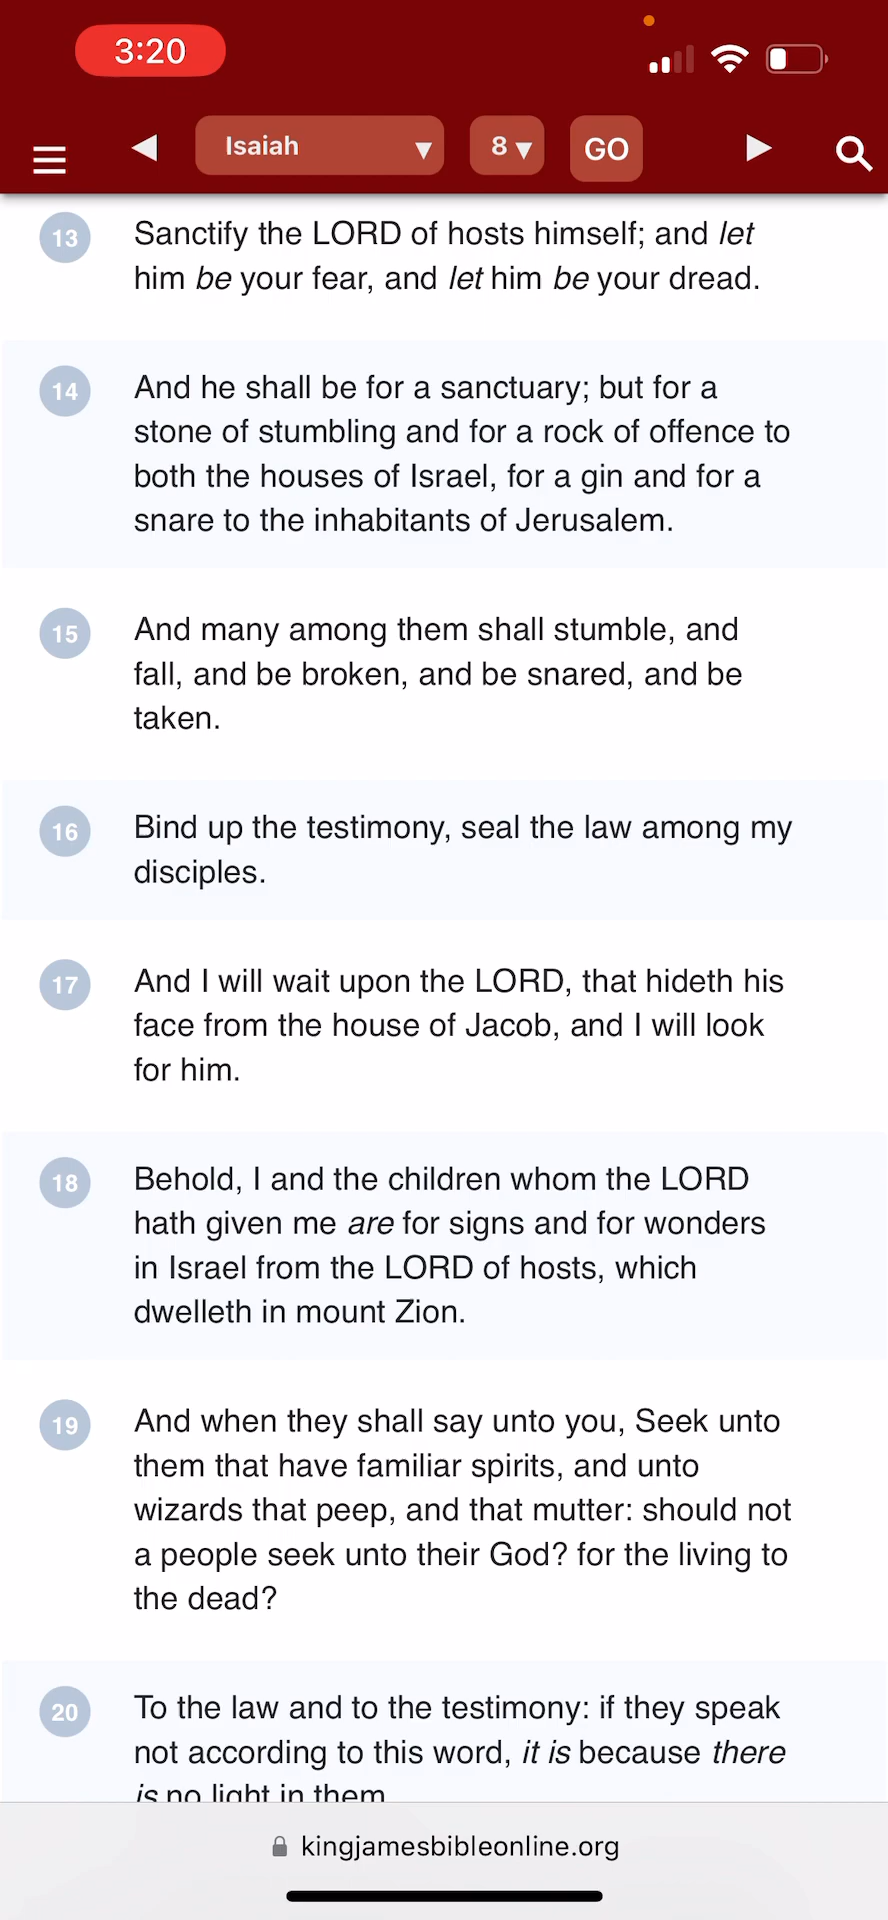 3:20
Isaiah ▼ 8 ▼ GO
13 Sanctify the LORD of hosts himself; and let
him be your fear, and let him be your dread.
14 And he shall be for a sanctuary; but for a
stone of stumbling and for a rock of offence to
both the houses of Israel, for a gin and for a
snare to the inhabitants of Jerusalem.
15 And many among them shall stumble, and
fall, and be broken, and be snared, and be
taken.
16 Bind up the testimony, seal the law among my
disciples.
17 And I will wait upon the LORD, that hideth his
face from the house of Jacob, and I will look
for him.
18 Behold, I and the children whom the LORD
hath given me are for signs and for wonders
in Israel from the LORD of hosts, which
dwelleth in mount Zion.
19 And when they shall say unto you, Seek unto
them that have familiar spirits, and unto
wizards that peep, and that mutter: should not
a people seek unto their God? for the living to
the dead?
20 To the law and to the testimony: if they speak
not according to this word, it is because there
is no light in them
kingjamesbibleonline.org